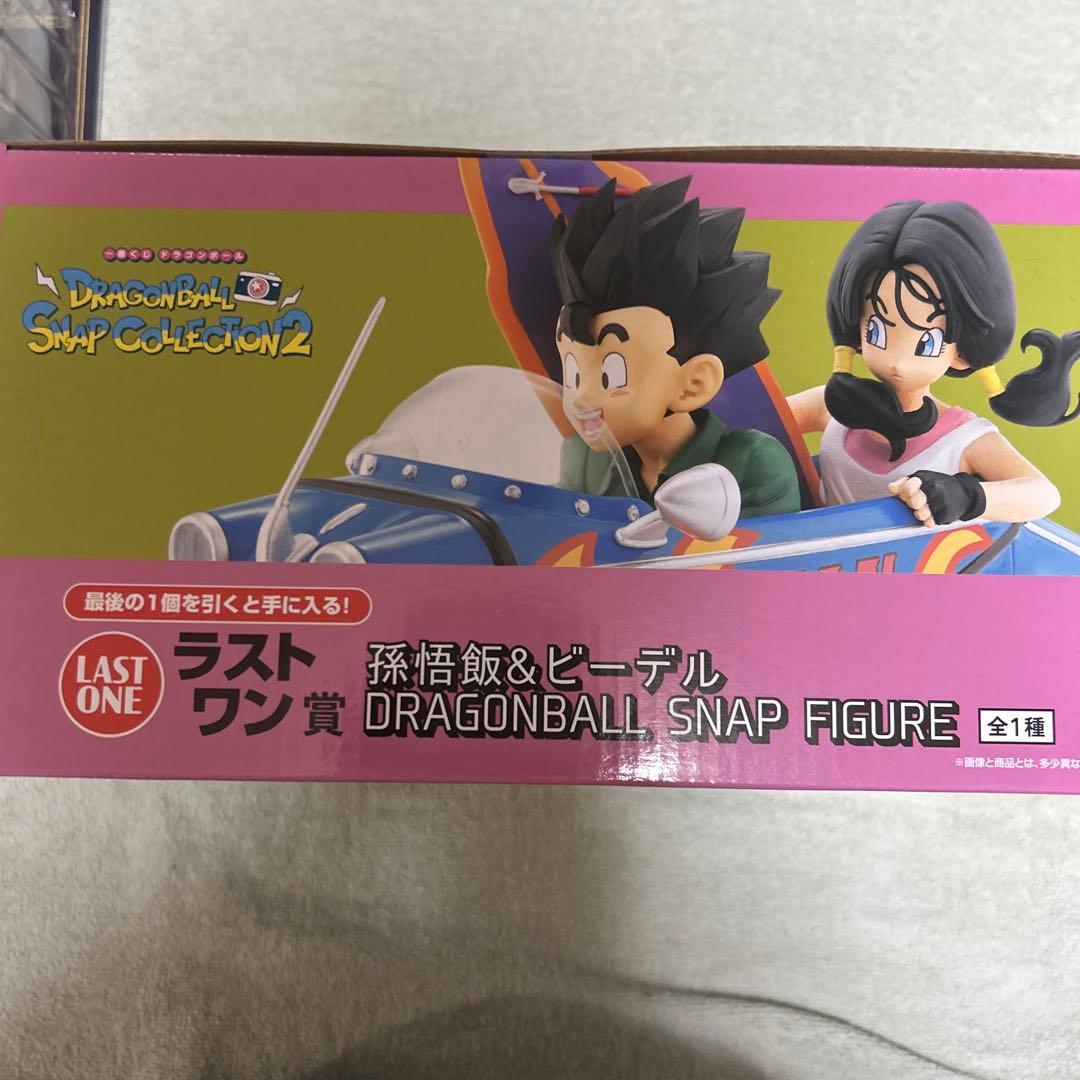 一番くじ ドラゴンボール
DRAGONBALL
SNAP COLLECTION2
最後の1個を引くと手に入る!
LAST
ONE
ラスト
ワン賞
孫悟飯&ビーデル
DRAGONBALL SNAP FIGURE
全1種
※画像と商品とは、多少異な